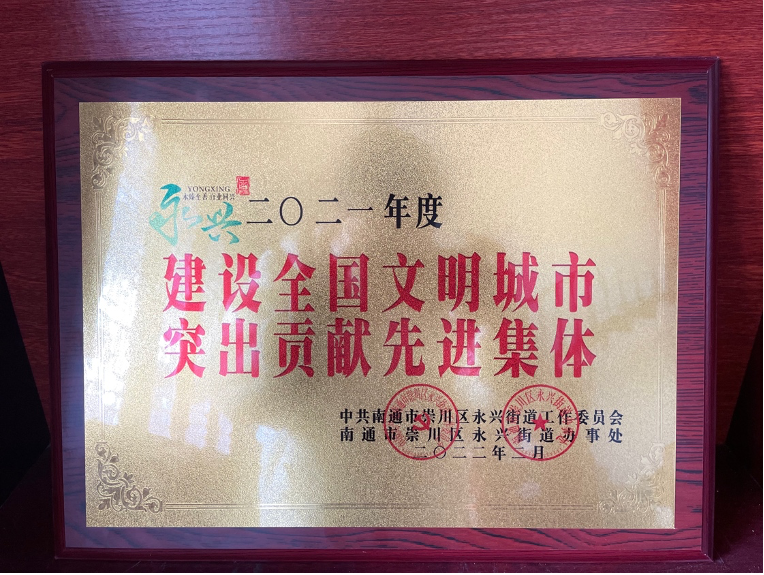 YONGXING
永兴
二〇二一年度
建设全国文明城市
突出贡献先进集体
中共南通市崇川区永兴街道工作委员会
南通市崇川区永兴街道办事处
二〇二二年二月